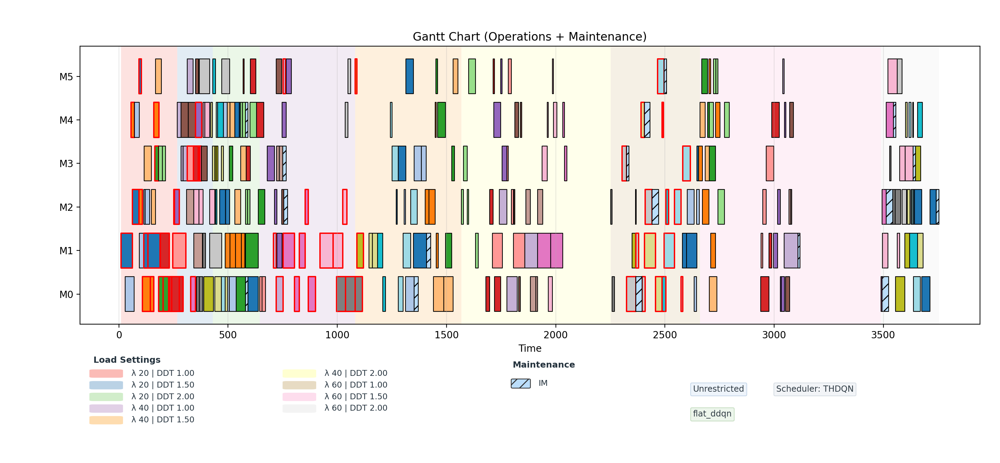 Gantt Chart (Operations + Maintenance)
M5
M4
M3
M2
M1
M0
0 500 1000 1500 2000 2500 3000 3500
Time
Load Settings
λ 20 | DDT 1.00
λ 20 | DDT 1.50
λ 20 | DDT 2.00
λ 40 | DDT 1.00
λ 40 | DDT 1.50
λ 40 | DDT 2.00
λ 60 | DDT 1.00
λ 60 | DDT 1.50
λ 60 | DDT 2.00
Maintenance
IM
Unrestricted
Scheduler: THDQN
flat_ddqn